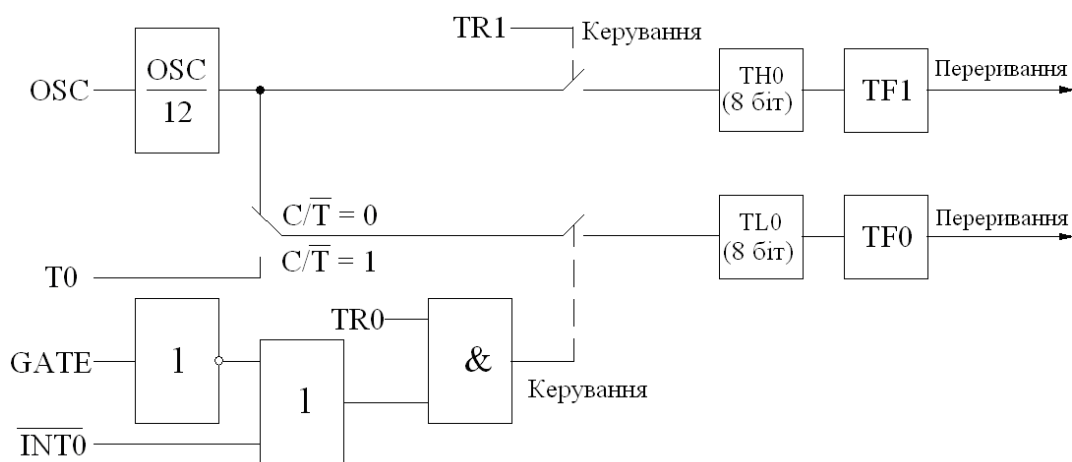 TR1
Керування
OSC
OSC
12
TH0
(8 біт)
TF1
Переривання
C/T̅ = 0
C/T̅ = 1
T0
TL0
(8 біт)
TF0
Переривання
TR0
GATE
1
1
&
Керування
I̅N̅T̅0̅